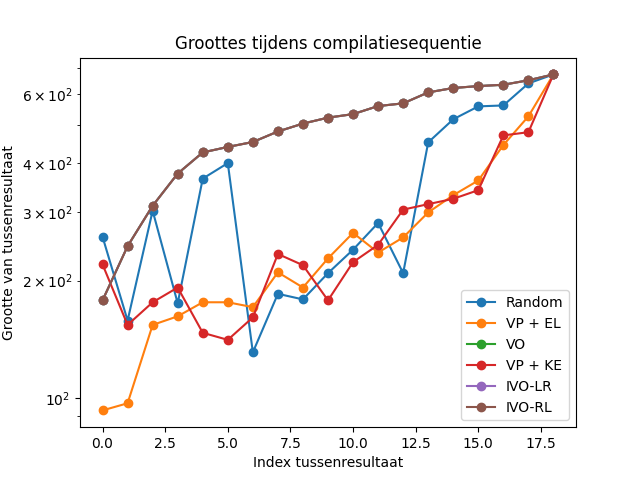 Groottes tijdens compilatiesequentie
Grootte van tussenresultaat
6 × 10²
4 × 10²
3 × 10²
2 × 10²
10²
0.0 2.5 5.0 7.5 10.0 12.5 15.0 17.5
Index tussenresultaat
Random
VP + EL
VO
VP + KE
IVO-LR
IVO-RL